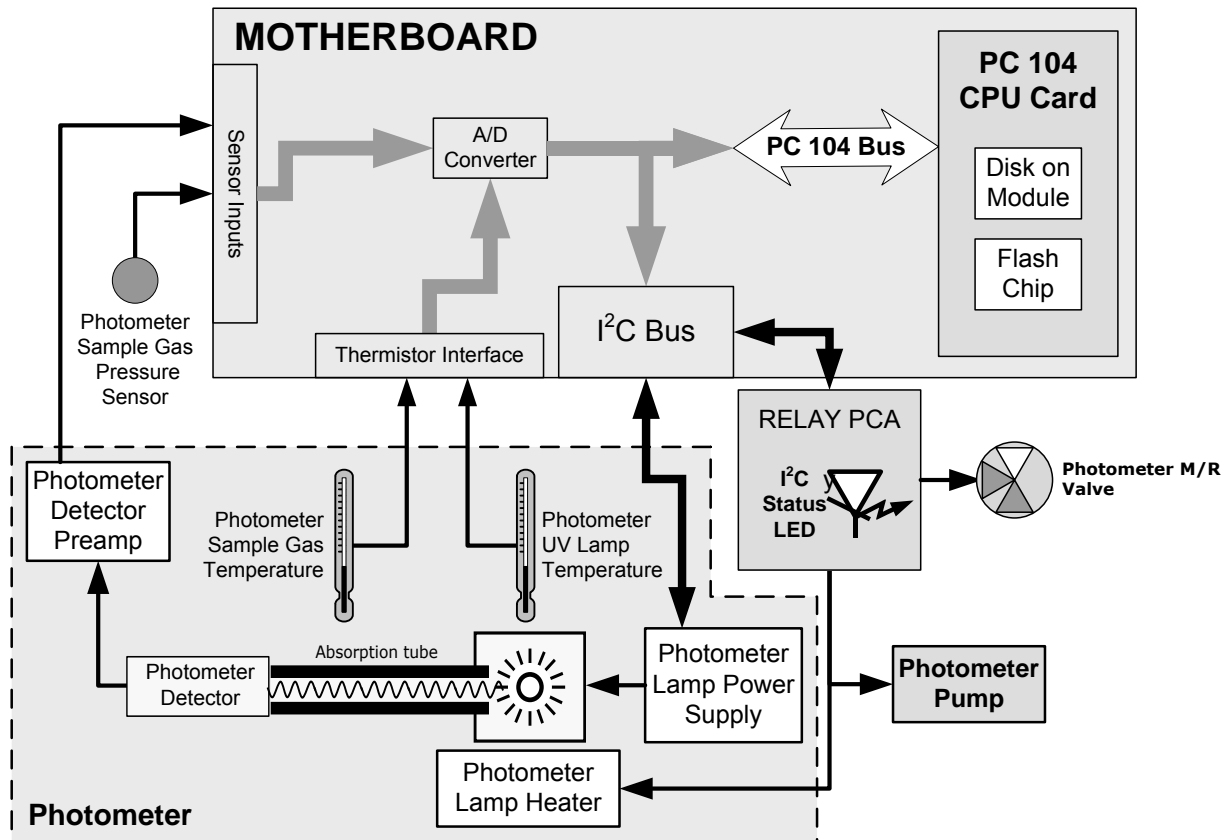 MOTHERBOARD
PC 104
CPU Card
Disk on
Module
Flash
Chip
Sensor Inputs
A/D
Converter
PC 104 Bus
I²C Bus
Thermistor Interface
Photometer
Sample Gas
Pressure
Sensor
RELAY PCA
I²C
y
Status
LED
Photometer M/R
Valve
Photometer
Detector
Preamp
Photometer
Sample Gas
Temperature
Photometer
UV Lamp
Temperature
Absorption tube
Photometer
Detector
Photometer
Lamp Power
Supply
Photometer
Pump
Photometer
Lamp Heater
Photometer